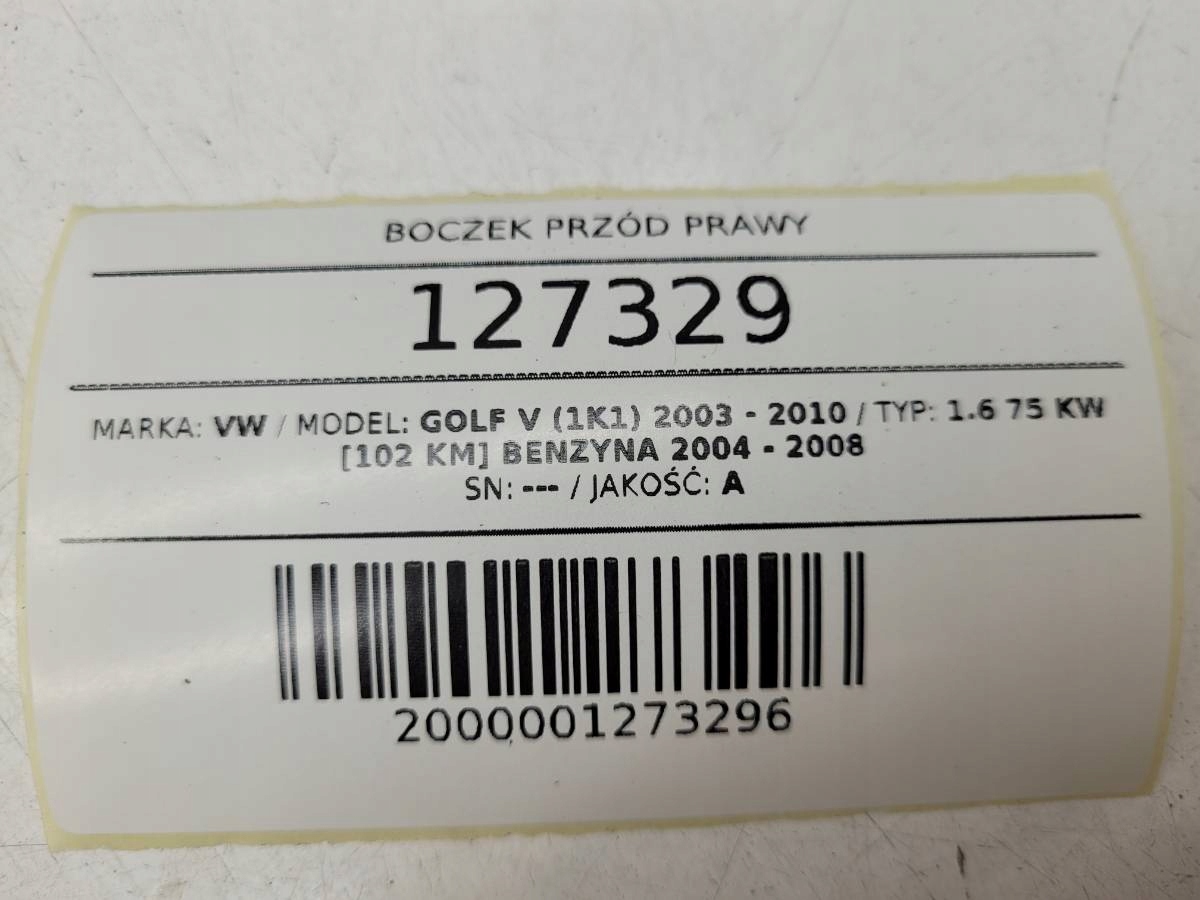 BOCZEK PRZÓD PRAWY
127329
MARKA: VW / MODEL: GOLF V (1K1) 2003 - 2010 / TYP: 1.6 75 KW
[102 KM] BENZYNA 2004 - 2008
SN: --- / JAKOŚĆ: A
2000001273296